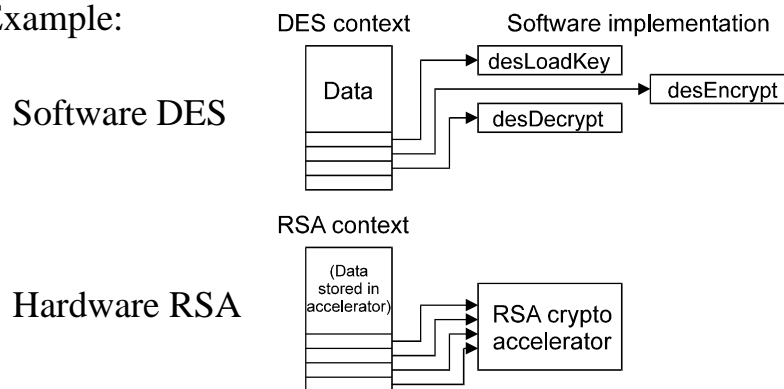 Example:
DES context
Software implementation
desLoadKey
Data
desEncrypt
Software DES
desDecrypt
RSA context
(Data
stored in
accelerator)
Hardware RSA
RSA crypto
accelerator